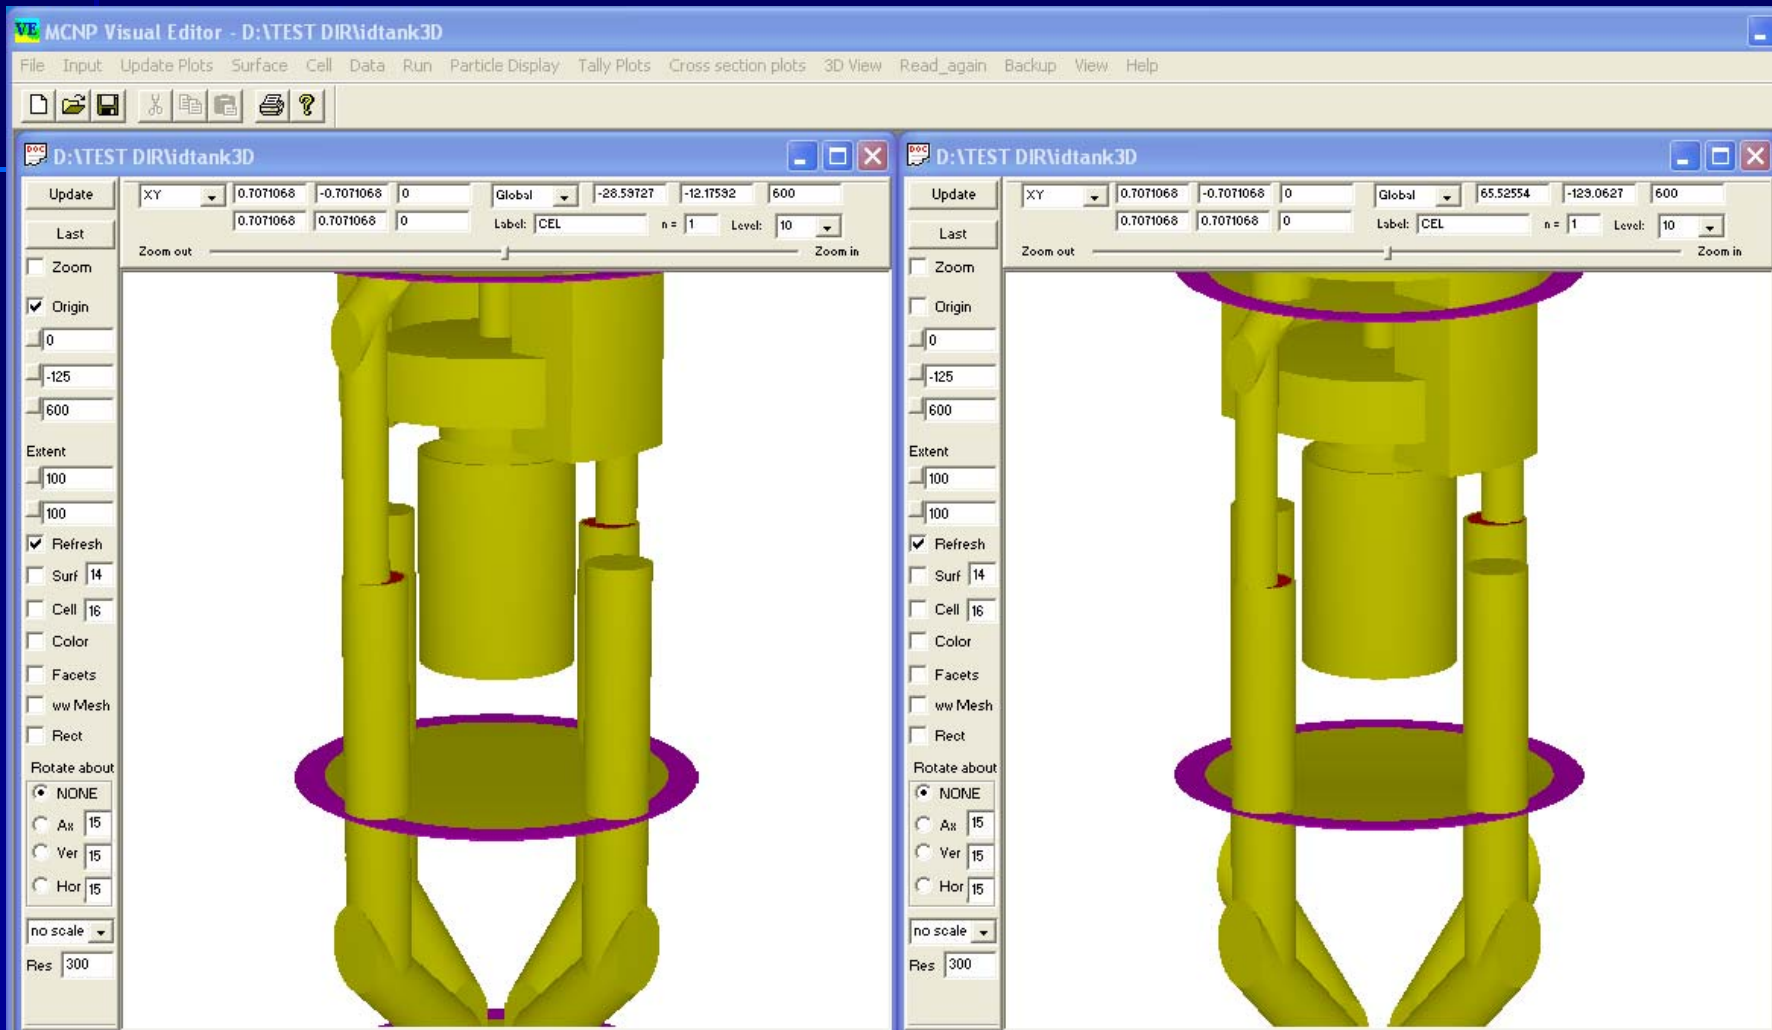 VE MCNP Visual Editor - D:\TEST DIR\idtank3D
File Input Update Plots Surface Cell Data Run Particle Display Tally Plots Cross section plots 3D View Read_again Backup View Help
DOC D:\TEST DIR\idtank3D
Update XY 0.7071068 -0.7071068 0 Global -28.59727 -12.17592 600
0.7071068 0.7071068 0 Label: CEL n = 1 Level: 10
Last
Zoom out Zoom in
Zoom
Origin
0
-125
600
Extent
100
100
Refresh
Surf 14
Cell 16
Color
Facets
ww Mesh
Rect
Rotate about
NONE
Ax 15
Ver 15
Hor 15
no scale
Res 300
DOC D:\TEST DIR\idtank3D
Update XY 0.7071068 -0.7071068 0 Global 65.52554 -129.0627 600
0.7071068 0.7071068 0 Label: CEL n = 1 Level: 10
Last
Zoom out Zoom in
Zoom
Origin
0
-125
600
Extent
100
100
Refresh
Surf 14
Cell 16
Color
Facets
ww Mesh
Rect
Rotate about
NONE
Ax 15
Ver 15
Hor 15
no scale
Res 300